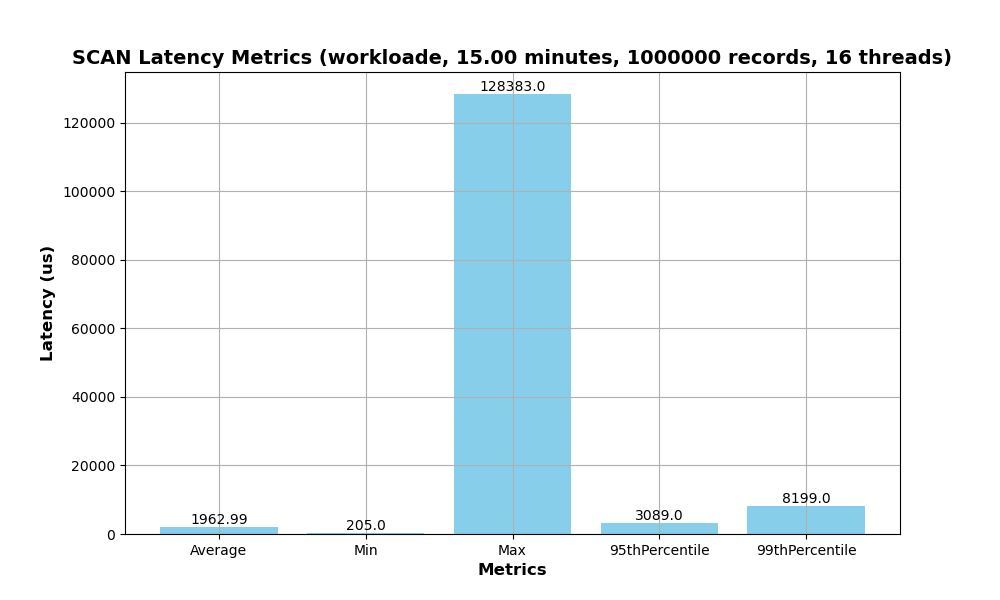 SCAN Latency Metrics (workloade, 15.00 minutes, 1000000 records, 16 threads)
128383.0
120000
100000
80000
60000
40000
20000
0
Latency (us)
1962.99
205.0
3089.0
8199.0
Average
Min
Max
95thPercentile
99thPercentile
Metrics